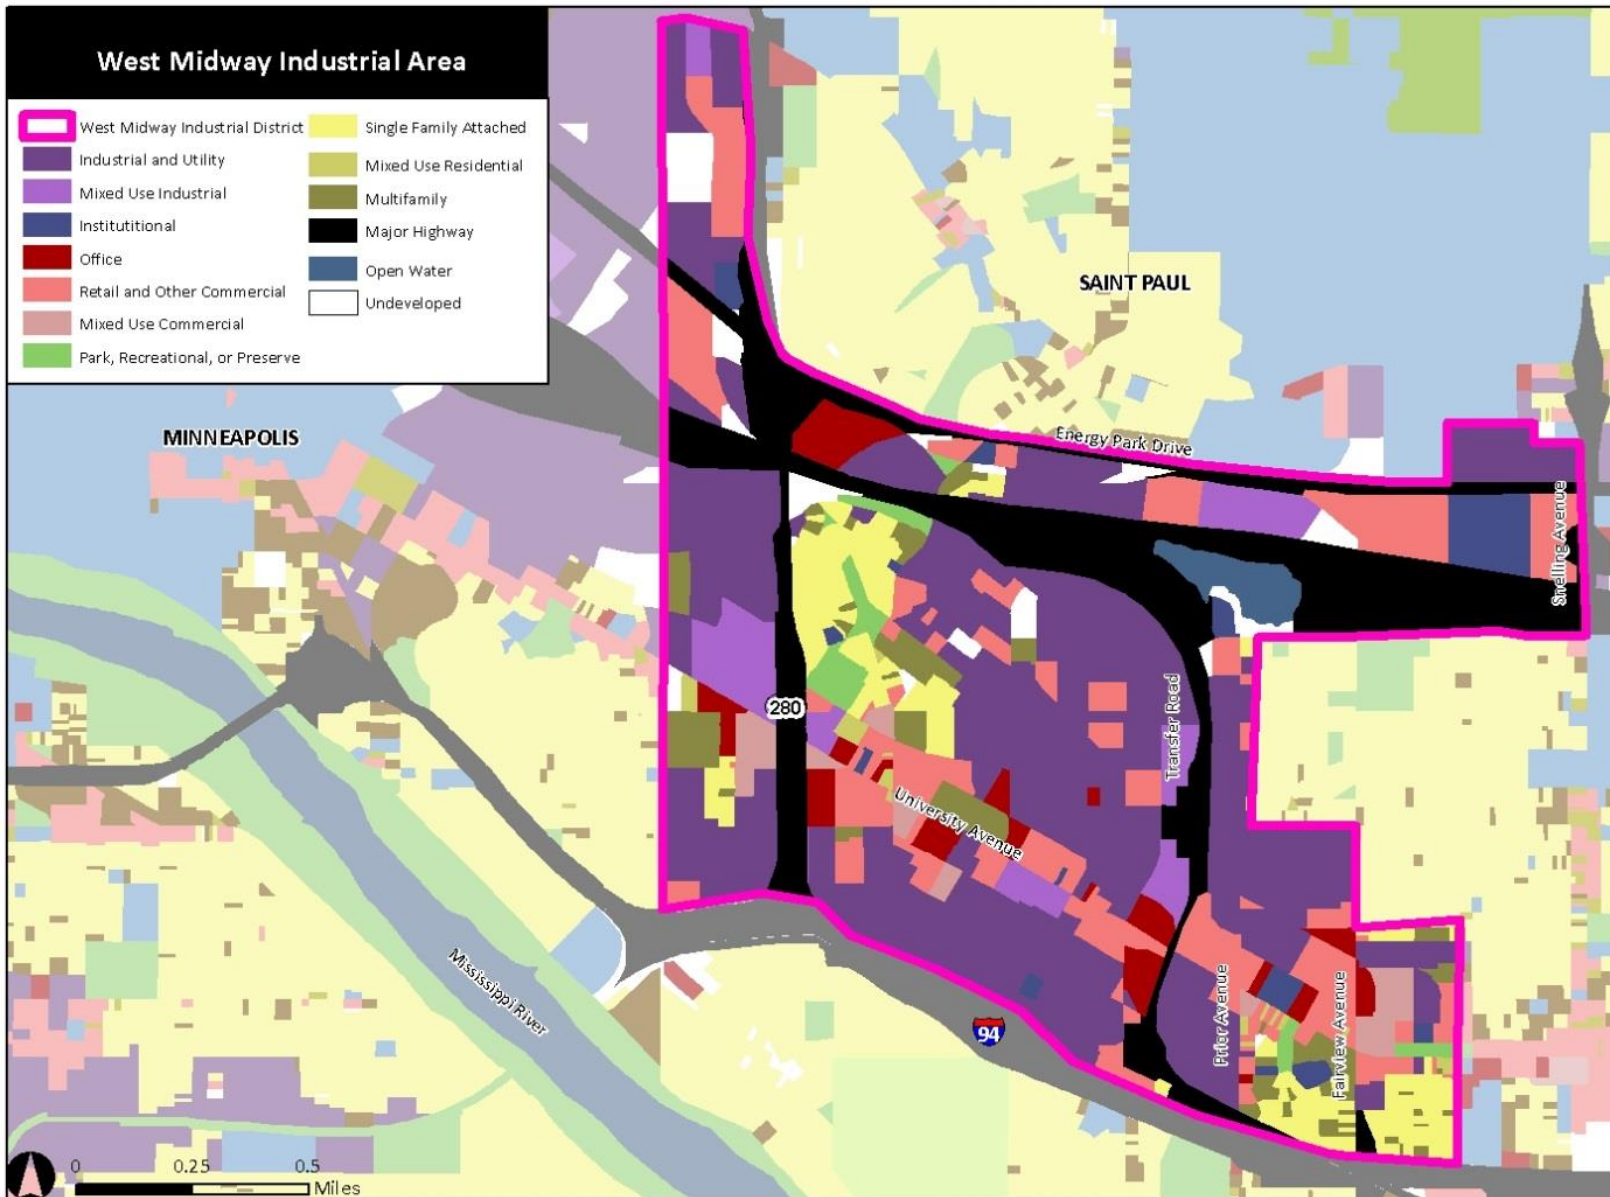 West Midway Industrial Area
West Midway Industrial District
Industrial and Utility
Mixed Use Industrial
Institutitional
Office
Retail and Other Commercial
Mixed Use Commercial
Park, Recreational, or Preserve
Single Family Attached
Mixed Use Residential
Multifamily
Major Highway
Open Water
Undeveloped
SAINT PAUL
MINNEAPOLIS
Energy Park Drive
Snelling Avenue
280
Transfer Road
University Avenue
Mississippi River
94
Prior Avenue
Fairview Avenue
0 0.25 0.5
Miles